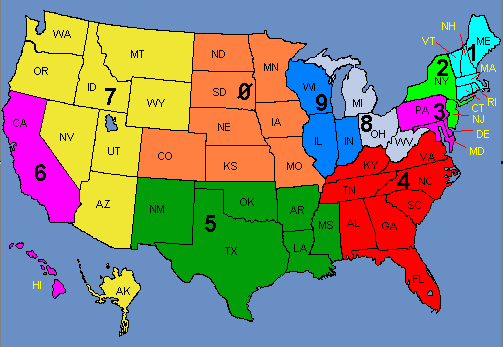 NH
WA
ME
VT
1
MT
ND
MN
OR
MA
2
ID
WI
NY
SD
0
MI
RI
7
WY
9
CT
PA
3
NJ
CA
IA
8
NE
OH
DE
NV
IL
IN
WV
MD
UT
CO
VA
6
KS
MO
KY
4
NC
TN
AZ
OK
NM
AR
SC
5
MS
AL
GA
TX
LA
FL
HI
AK